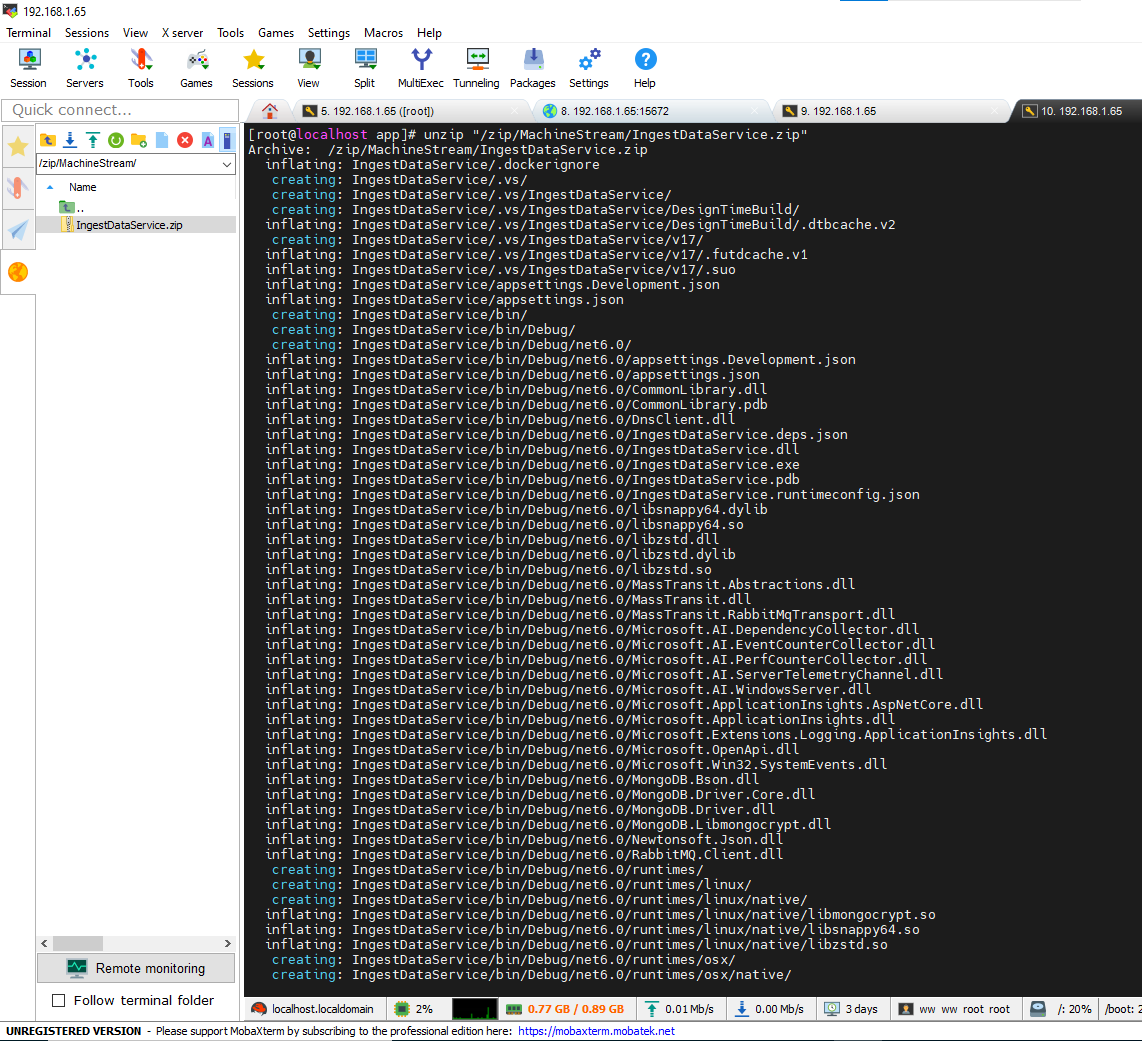 192.168.1.65
Terminal Sessions View X server Tools Games Settings Macros Help
Session Servers Tools Games Sessions View Split MultiExec Tunneling Packages Settings Help
Quick connect...
5. 192.168.1.65 ([root])
8. 192.168.1.65:15672
9. 192.168.1.65
10. 192.168.1.65
/zip/MachineStream/
Name
..
IngestDataService.zip
[root@localhost app]# unzip "/zip/MachineStream/IngestDataService.zip"
Archive:  /zip/MachineStream/IngestDataService.zip
inflating: IngestDataService/.dockerignore
creating: IngestDataService/.vs/
creating: IngestDataService/.vs/IngestDataService/
creating: IngestDataService/.vs/IngestDataService/DesignTimeBuild/
inflating: IngestDataService/.vs/IngestDataService/DesignTimeBuild/.dtbcache.v2
creating: IngestDataService/.vs/IngestDataService/v17/
inflating: IngestDataService/.vs/IngestDataService/v17/.futdcache.v1
inflating: IngestDataService/.vs/IngestDataService/v17/.suo
inflating: IngestDataService/appsettings.Development.json
inflating: IngestDataService/appsettings.json
creating: IngestDataService/bin/
creating: IngestDataService/bin/Debug/
creating: IngestDataService/bin/Debug/net6.0/
inflating: IngestDataService/bin/Debug/net6.0/appsettings.Development.json
inflating: IngestDataService/bin/Debug/net6.0/appsettings.json
inflating: IngestDataService/bin/Debug/net6.0/CommonLibrary.dll
inflating: IngestDataService/bin/Debug/net6.0/CommonLibrary.pdb
inflating: IngestDataService/bin/Debug/net6.0/DnsClient.dll
inflating: IngestDataService/bin/Debug/net6.0/IngestDataService.deps.json
inflating: IngestDataService/bin/Debug/net6.0/IngestDataService.dll
inflating: IngestDataService/bin/Debug/net6.0/IngestDataService.exe
inflating: IngestDataService/bin/Debug/net6.0/IngestDataService.pdb
inflating: IngestDataService/bin/Debug/net6.0/IngestDataService.runtimeconfig.json
inflating: IngestDataService/bin/Debug/net6.0/libsnappy64.dylib
inflating: IngestDataService/bin/Debug/net6.0/libsnappy64.so
inflating: IngestDataService/bin/Debug/net6.0/libzstd.dll
inflating: IngestDataService/bin/Debug/net6.0/libzstd.dylib
inflating: IngestDataService/bin/Debug/net6.0/libzstd.so
inflating: IngestDataService/bin/Debug/net6.0/MassTransit.Abstractions.dll
inflating: IngestDataService/bin/Debug/net6.0/MassTransit.dll
inflating: IngestDataService/bin/Debug/net6.0/MassTransit.RabbitMqTransport.dll
inflating: IngestDataService/bin/Debug/net6.0/Microsoft.AI.DependencyCollector.dll
inflating: IngestDataService/bin/Debug/net6.0/Microsoft.AI.EventCounterCollector.dll
inflating: IngestDataService/bin/Debug/net6.0/Microsoft.AI.PerfCounterCollector.dll
inflating: IngestDataService/bin/Debug/net6.0/Microsoft.AI.ServerTelemetryChannel.dll
inflating: IngestDataService/bin/Debug/net6.0/Microsoft.AI.WindowsServer.dll
inflating: IngestDataService/bin/Debug/net6.0/Microsoft.ApplicationInsights.AspNetCore.dll
inflating: IngestDataService/bin/Debug/net6.0/Microsoft.ApplicationInsights.dll
inflating: IngestDataService/bin/Debug/net6.0/Microsoft.Extensions.Logging.ApplicationInsights.dll
inflating: IngestDataService/bin/Debug/net6.0/Microsoft.OpenApi.dll
inflating: IngestDataService/bin/Debug/net6.0/Microsoft.Win32.SystemEvents.dll
inflating: IngestDataService/bin/Debug/net6.0/MongoDB.Bson.dll
inflating: IngestDataService/bin/Debug/net6.0/MongoDB.Driver.Core.dll
inflating: IngestDataService/bin/Debug/net6.0/MongoDB.Driver.dll
inflating: IngestDataService/bin/Debug/net6.0/MongoDB.Libmongocrypt.dll
inflating: IngestDataService/bin/Debug/net6.0/Newtonsoft.Json.dll
inflating: IngestDataService/bin/Debug/net6.0/RabbitMQ.Client.dll
creating: IngestDataService/bin/Debug/net6.0/runtimes/
creating: IngestDataService/bin/Debug/net6.0/runtimes/linux/
creating: IngestDataService/bin/Debug/net6.0/runtimes/linux/native/
inflating: IngestDataService/bin/Debug/net6.0/runtimes/linux/native/libmongocrypt.so
inflating: IngestDataService/bin/Debug/net6.0/runtimes/linux/native/libsnappy64.so
inflating: IngestDataService/bin/Debug/net6.0/runtimes/linux/native/libzstd.so
creating: IngestDataService/bin/Debug/net6.0/runtimes/osx/
creating: IngestDataService/bin/Debug/net6.0/runtimes/osx/native/
Remote monitoring
Follow terminal folder
localhost.localdomain 2% 0.77 GB / 0.89 GB 0.01 Mb/s 0.00 Mb/s 3 days ww ww root root /: 20% /boot: 2
UNREGISTERED VERSION - Please support MobaXterm by subscribing to the professional edition here: https://mobaxterm.mobatek.net